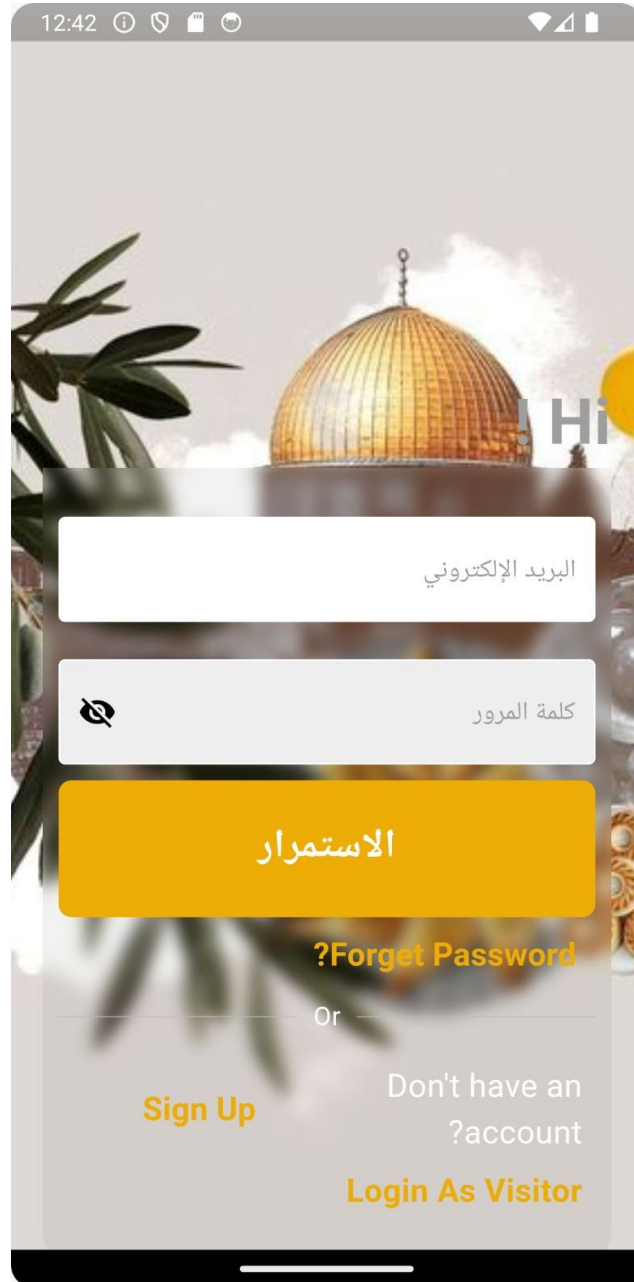 12:42
! Hi
البريد الإلكتروني
كلمة المرور
الاستمرار
?Forget Password
Or
Don't have an
?account
Sign Up
Login As Visitor